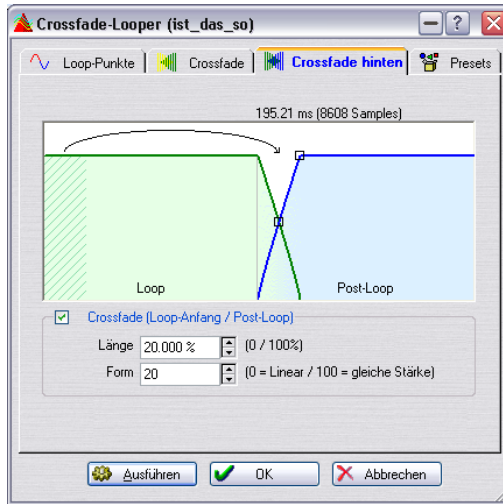 Crossfade-Looper (ist_das_so)
Loop-Punkte Crossfade Crossfade hinten Presets
195.21 ms (8608 Samples)
Loop Post-Loop
Crossfade (Loop-Anfang / Post-Loop)
Länge 20.000 % (0 / 100%)
Form 20 (0 = Linear / 100 = gleiche Stärke)
Ausführen OK Abbrechen